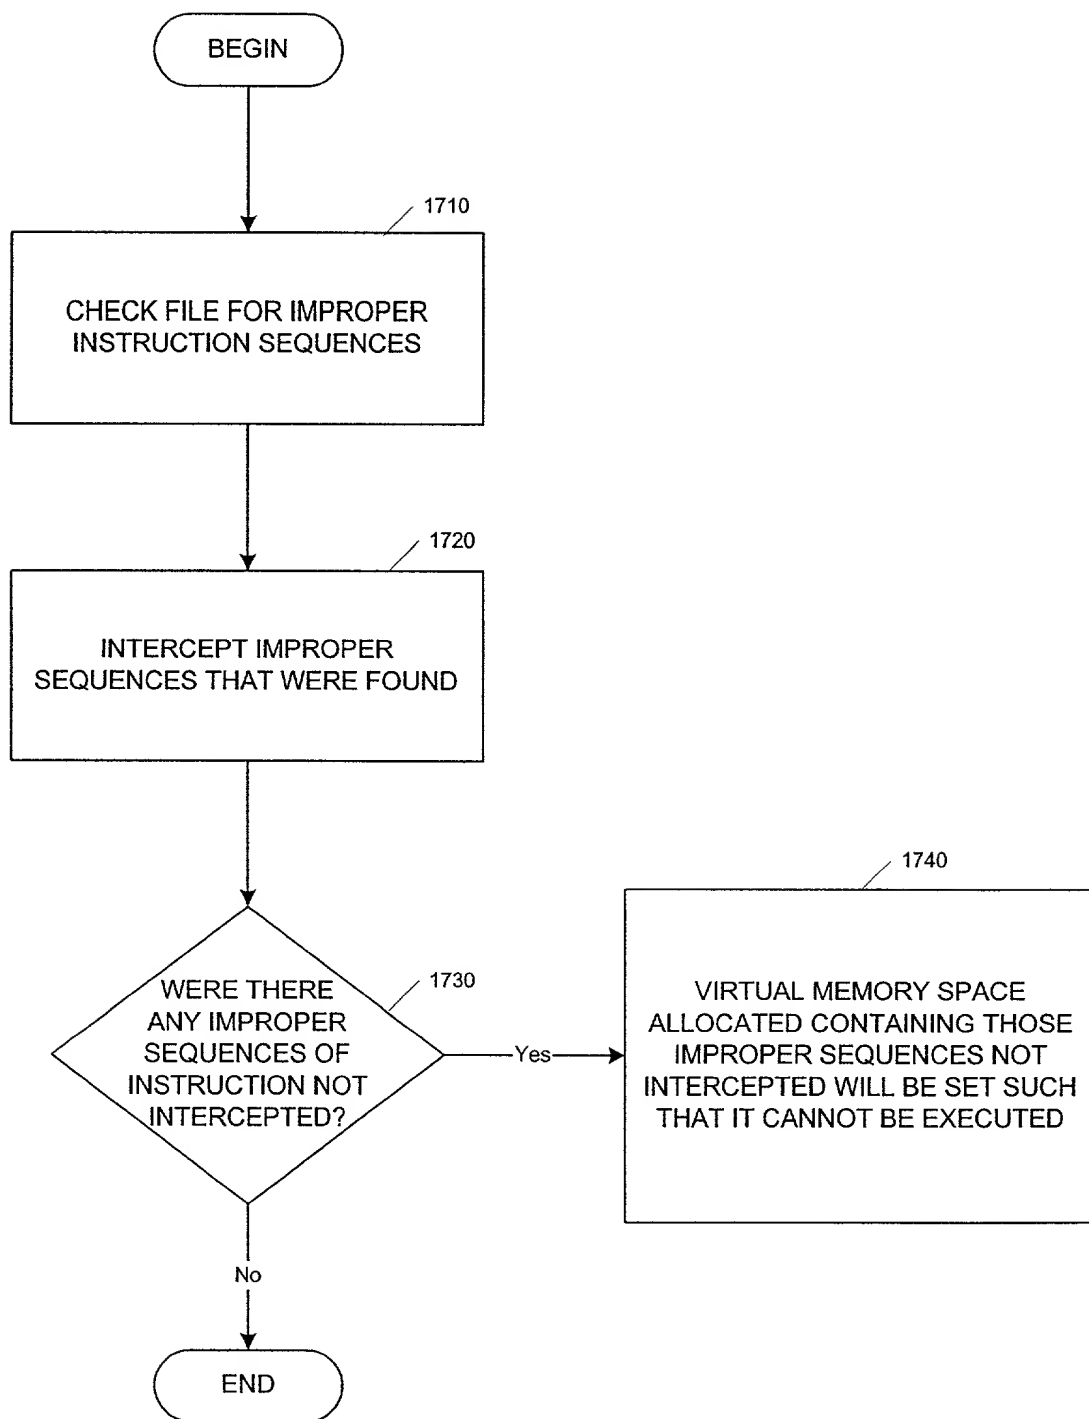 BEGIN
1710
CHECK FILE FOR IMPROPER
INSTRUCTION SEQUENCES
1720
INTERCEPT IMPROPER
SEQUENCES THAT WERE FOUND
1730
WERE THERE
ANY IMPROPER
SEQUENCES OF
INSTRUCTION NOT
INTERCEPTED?
Yes
1740
VIRTUAL MEMORY SPACE
ALLOCATED CONTAINING THOSE
IMPROPER SEQUENCES NOT
INTERCEPTED WILL BE SET SUCH
THAT IT CANNOT BE EXECUTED
No
END